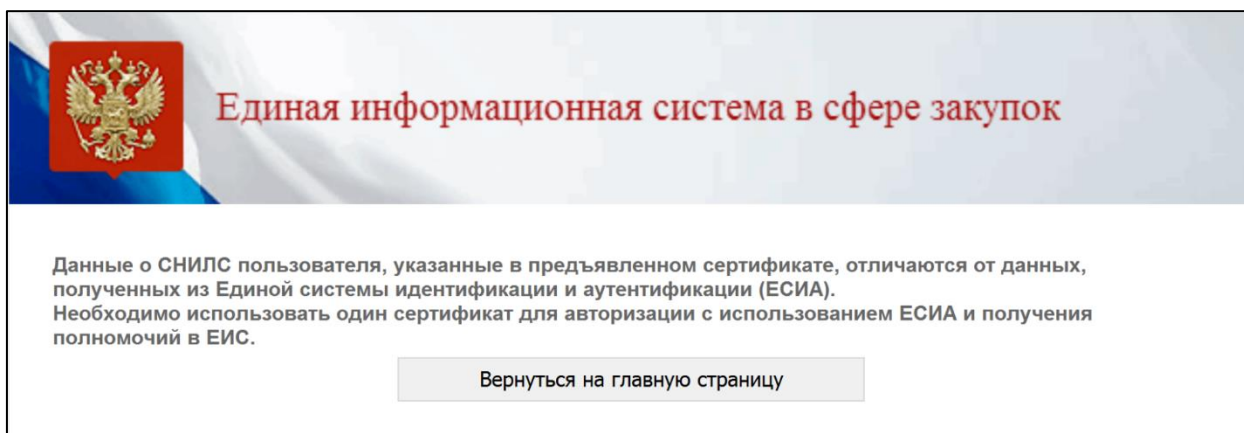 Единая информационная система в сфере закупок
Данные о СНИЛС пользователя, указанные в предъявленном сертификате, отличаются от данных,
полученных из Единой системы идентификации и аутентификации (ЕСИА).
Необходимо использовать один сертификат для авторизации с использованием ЕСИА и получения
полномочий в ЕИС.
Вернуться на главную страницу